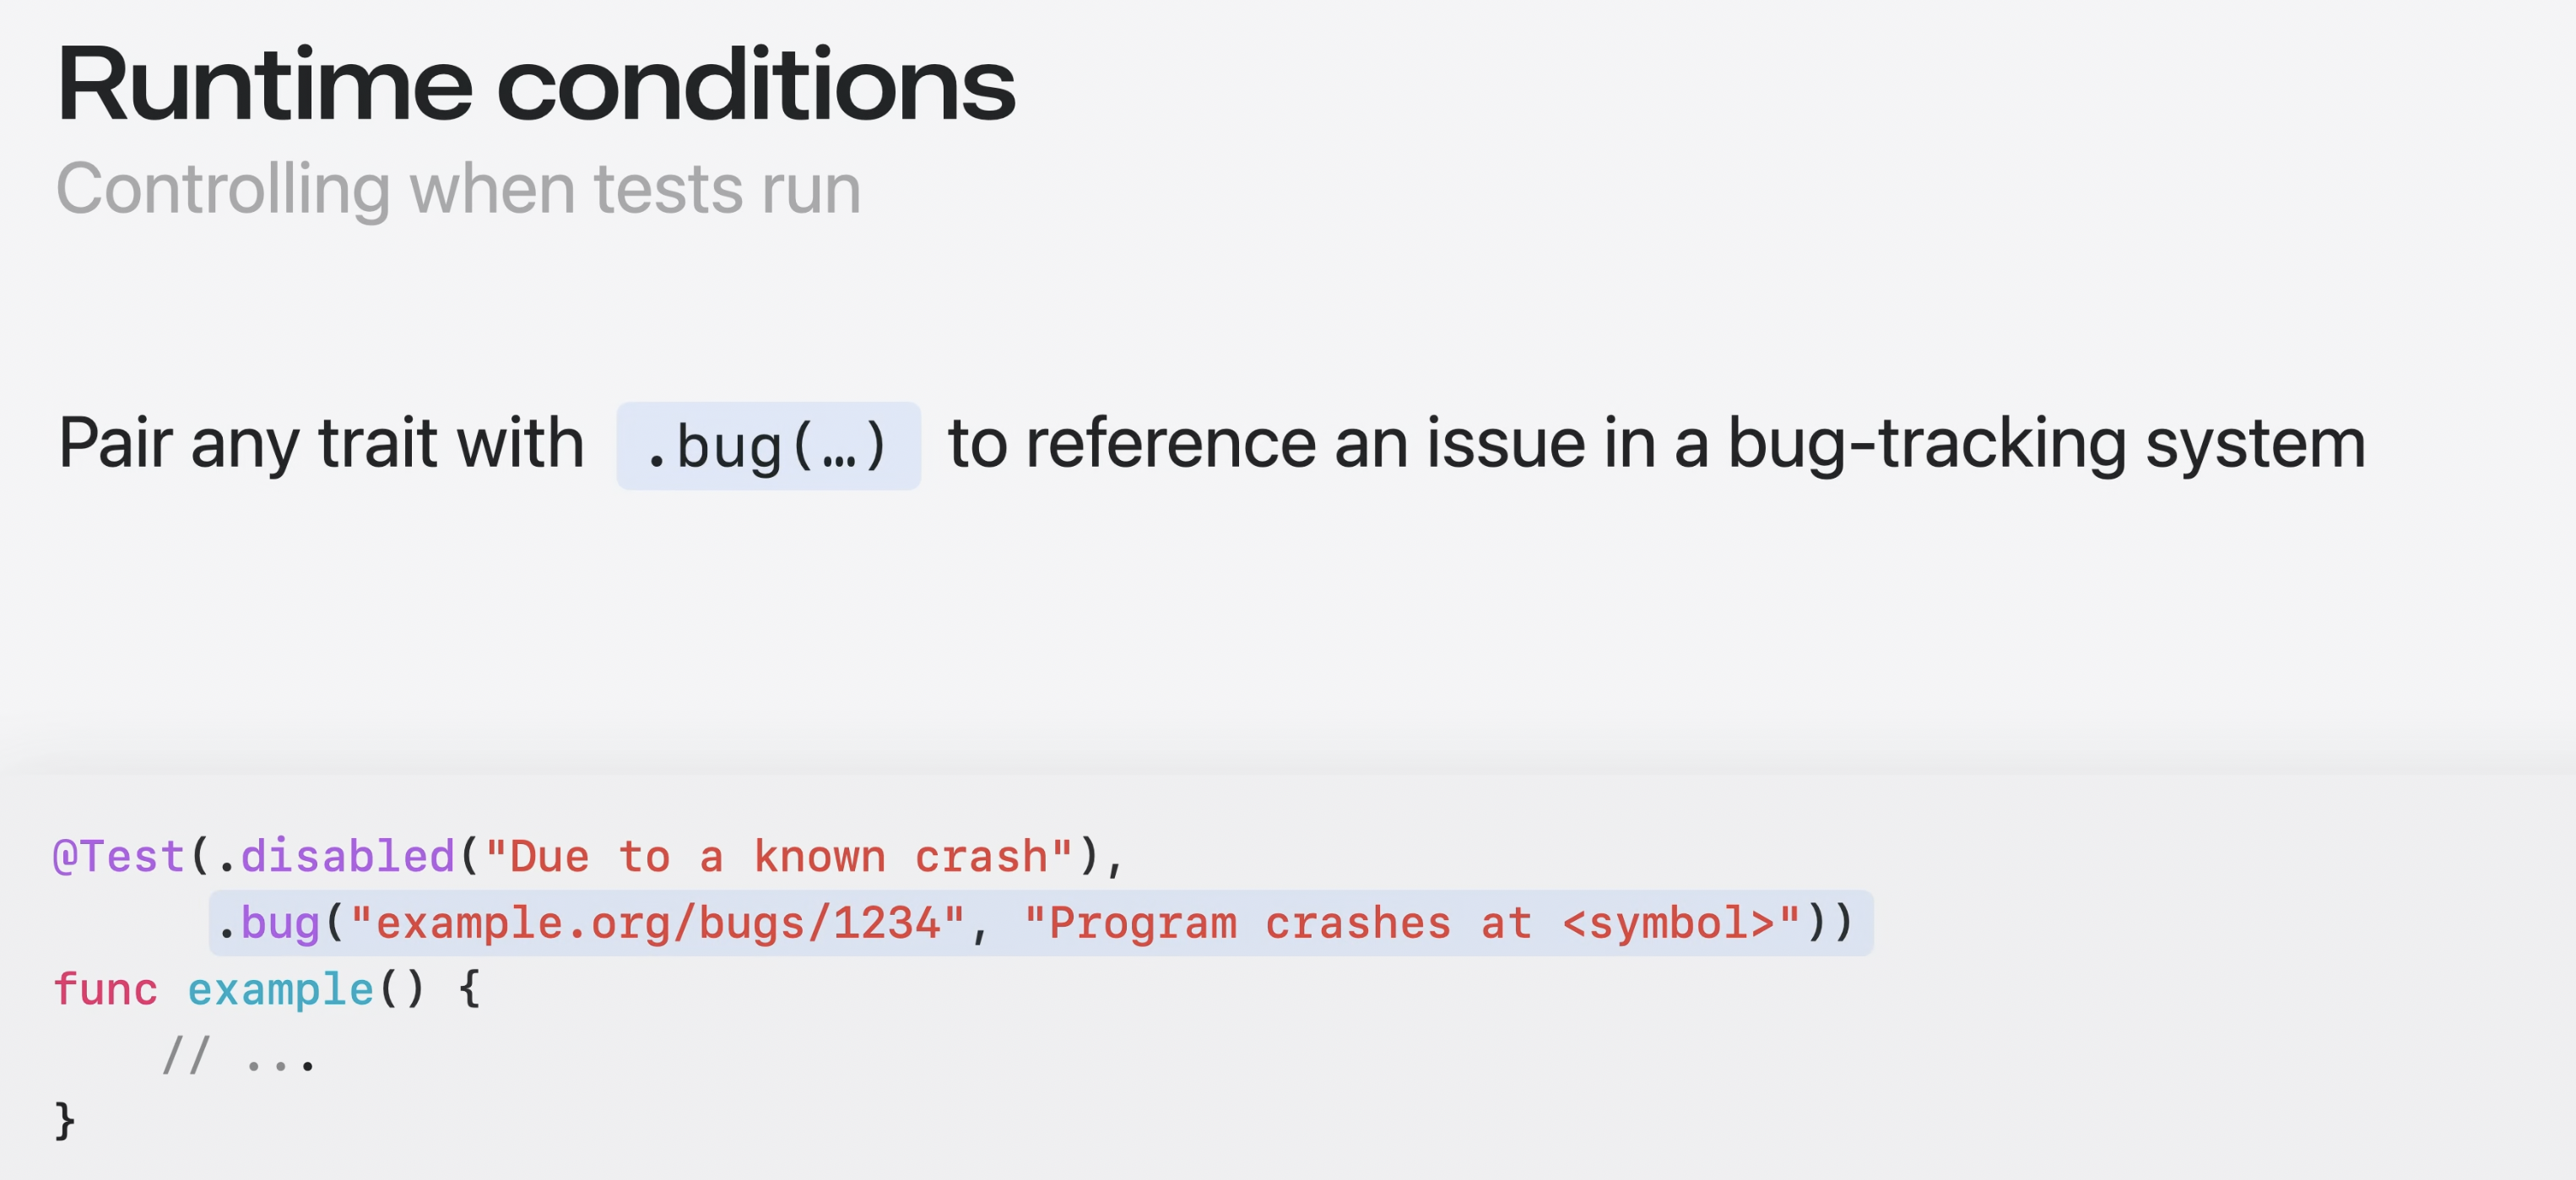 Runtime conditions
Controlling when tests run
Pair any trait with .bug(…) to reference an issue in a bug-tracking system
@Test(.disabled("Due to a known crash"),
      .bug("example.org/bugs/1234", "Program crashes at <symbol>"))
func example() {
    // ...
}